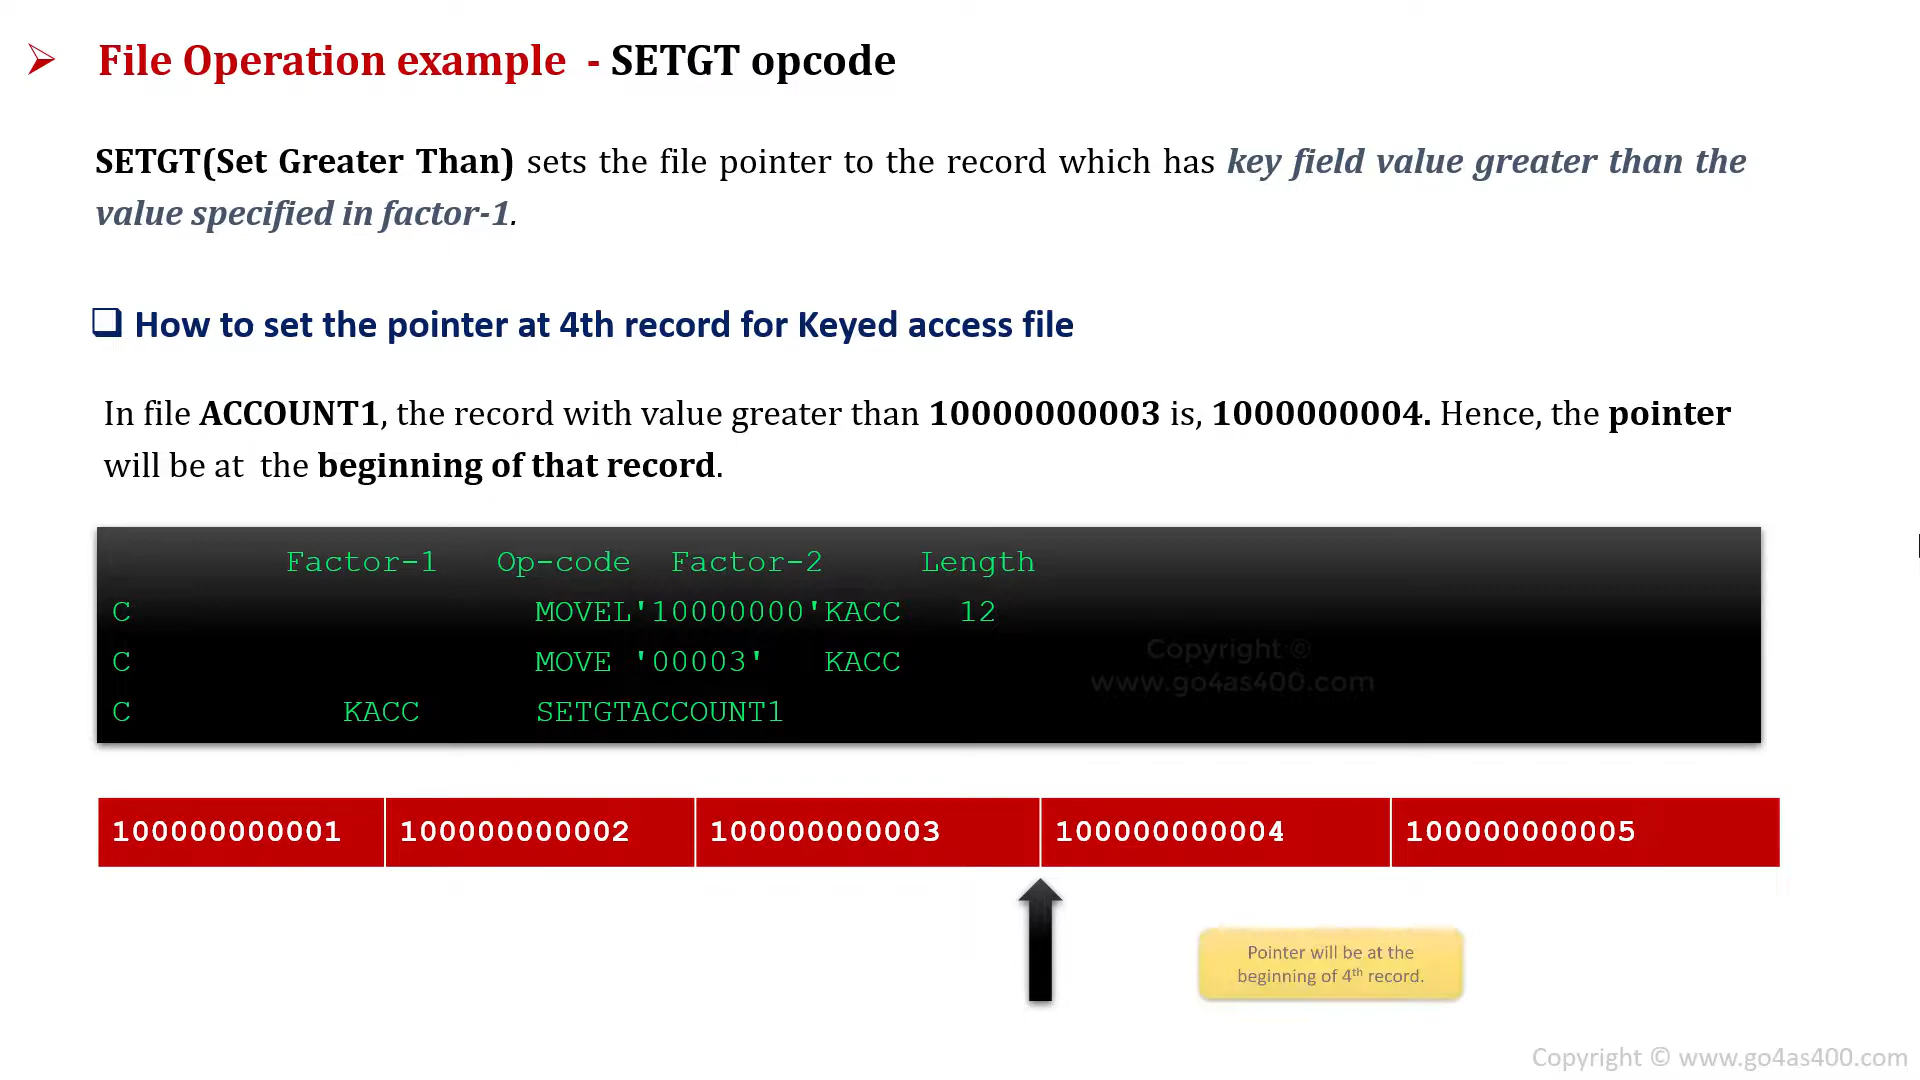 ➢ File Operation example - SETGT opcode
SETGT(Set Greater Than) sets the file pointer to the record which has key field value greater than the
value specified in factor-1.
❑ How to set the pointer at 4th record for Keyed access file
In file ACCOUNT1, the record with value greater than 10000000003 is, 1000000004. Hence, the pointer
will be at the beginning of that record.
Factor-1 Op-code Factor-2 Length
C MOVEL'10000000'KACC 12
C MOVE '00003' KACC
C KACC SETGTACCOUNT1
Copyright ©
www.go4as400.com
100000000001 100000000002 100000000003 100000000004 100000000005
Pointer will be at the
beginning of 4th record.
Copyright © www.go4as400.com